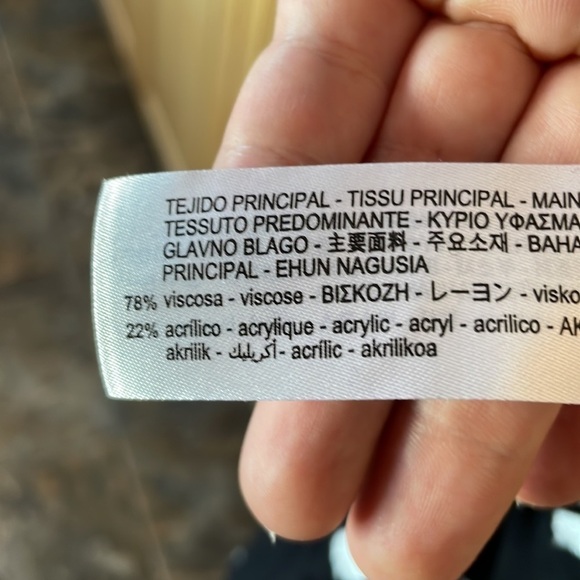 TEJIDO PRINCIPAL - TISSU PRINCIPAL - MAIN
TESSUTO PREDOMINANTE - ΚΥΡΙΟ ΥΦΑΣΜΑ
GLAVNO BLAGO - 主要面料 - 주요소재 - BAHA
PRINCIPAL - EHUN NAGUSIA
78% viscosa - viscose - ΒΙΣΚΟΖΗ - レーヨン - visko
22% acrílico - acrylique - acrylic - acryl - acrilico - AK
akrilik - أكريليك - acrílic - akrilikoa